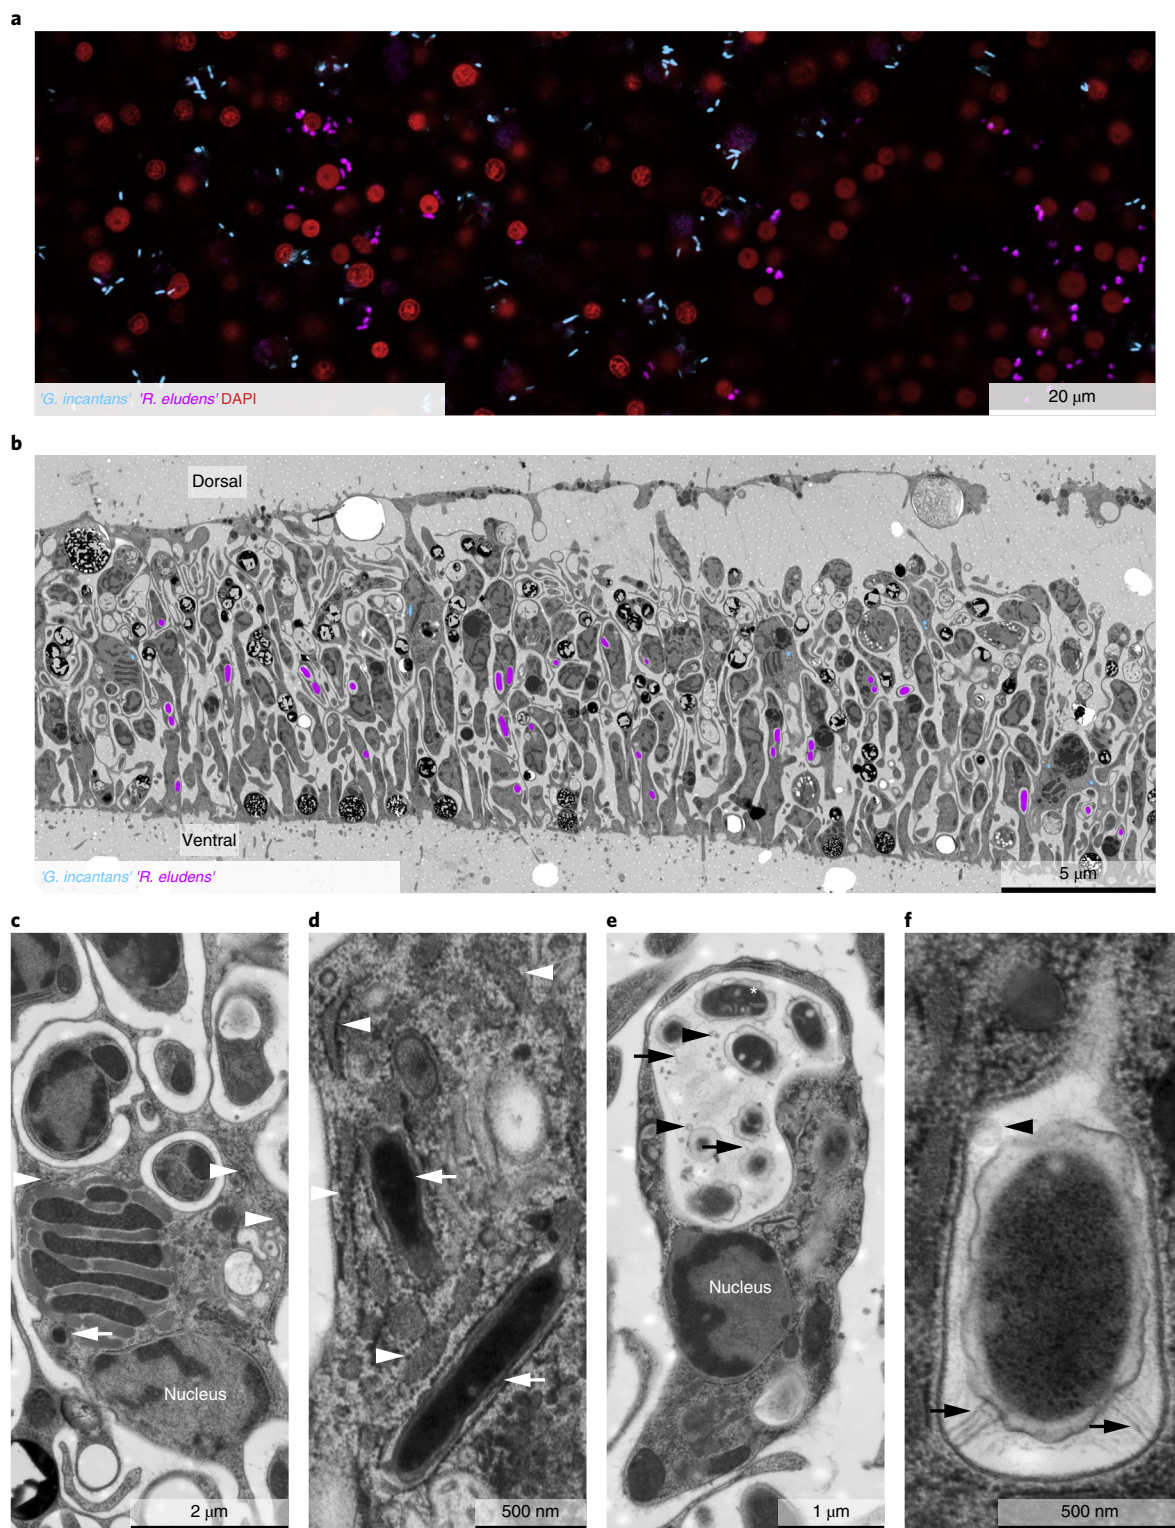 a
'G. incantans' 'R. eludens' DAPI
20 μm
b
Dorsal
Ventral
'G. incantans' 'R. eludens'
5 μm
c
d
e
f
*
Nucleus
Nucleus
2 μm
500 nm
1 μm
500 nm